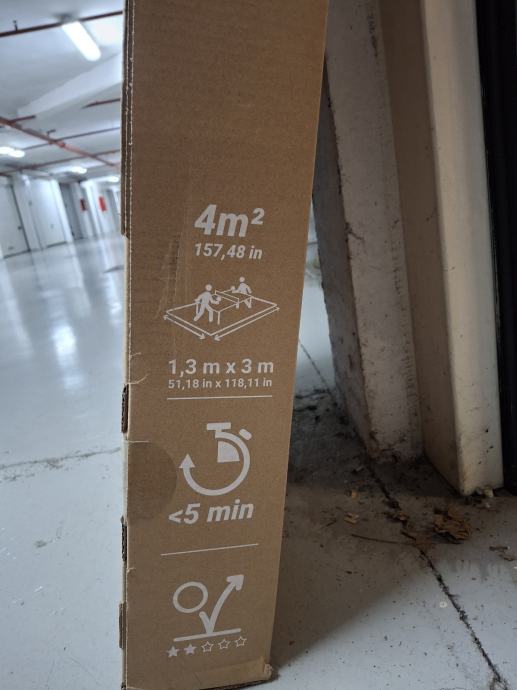 4m²
157,48 in
1,3 m x 3 m
51,18 in x 118,11 in
<5 min